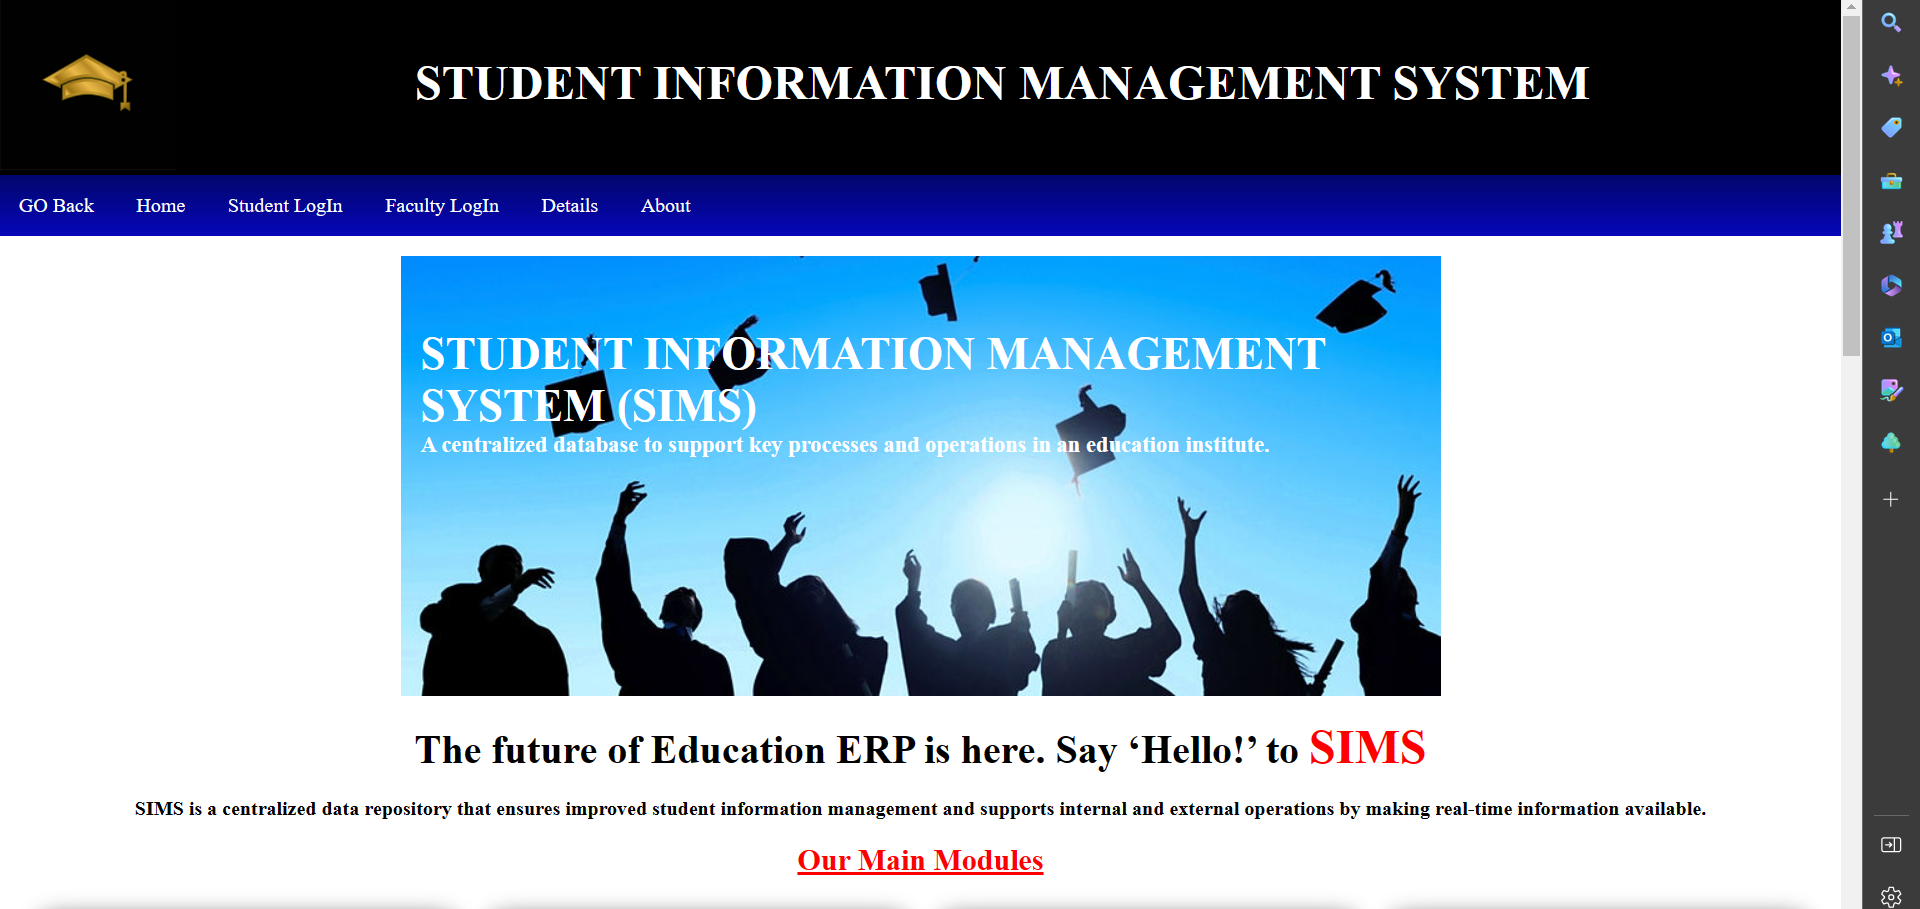 STUDENT INFORMATION MANAGEMENT SYSTEM
GO Back Home Student LogIn Faculty LogIn Details About
STUDENT INFORMATION MANAGEMENT
SYSTEM (SIMS)
A centralized database to support key processes and operations in an education institute.
The future of Education ERP is here. Say ‘Hello!’ to SIMS
SIMS is a centralized data repository that ensures improved student information management and supports internal and external operations by making real-time information available.
Our Main Modules